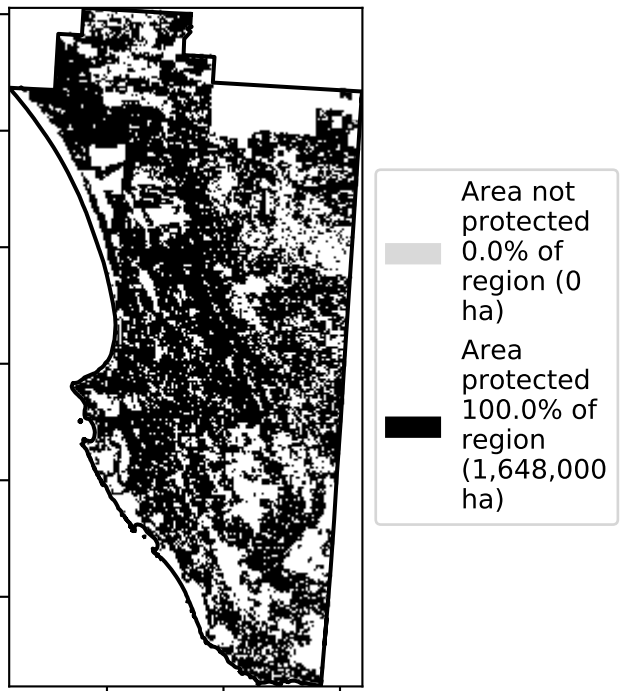 Area not
protected
0.0% of
region (0
ha)
Area
protected
100.0% of
region
(1,648,000
ha)